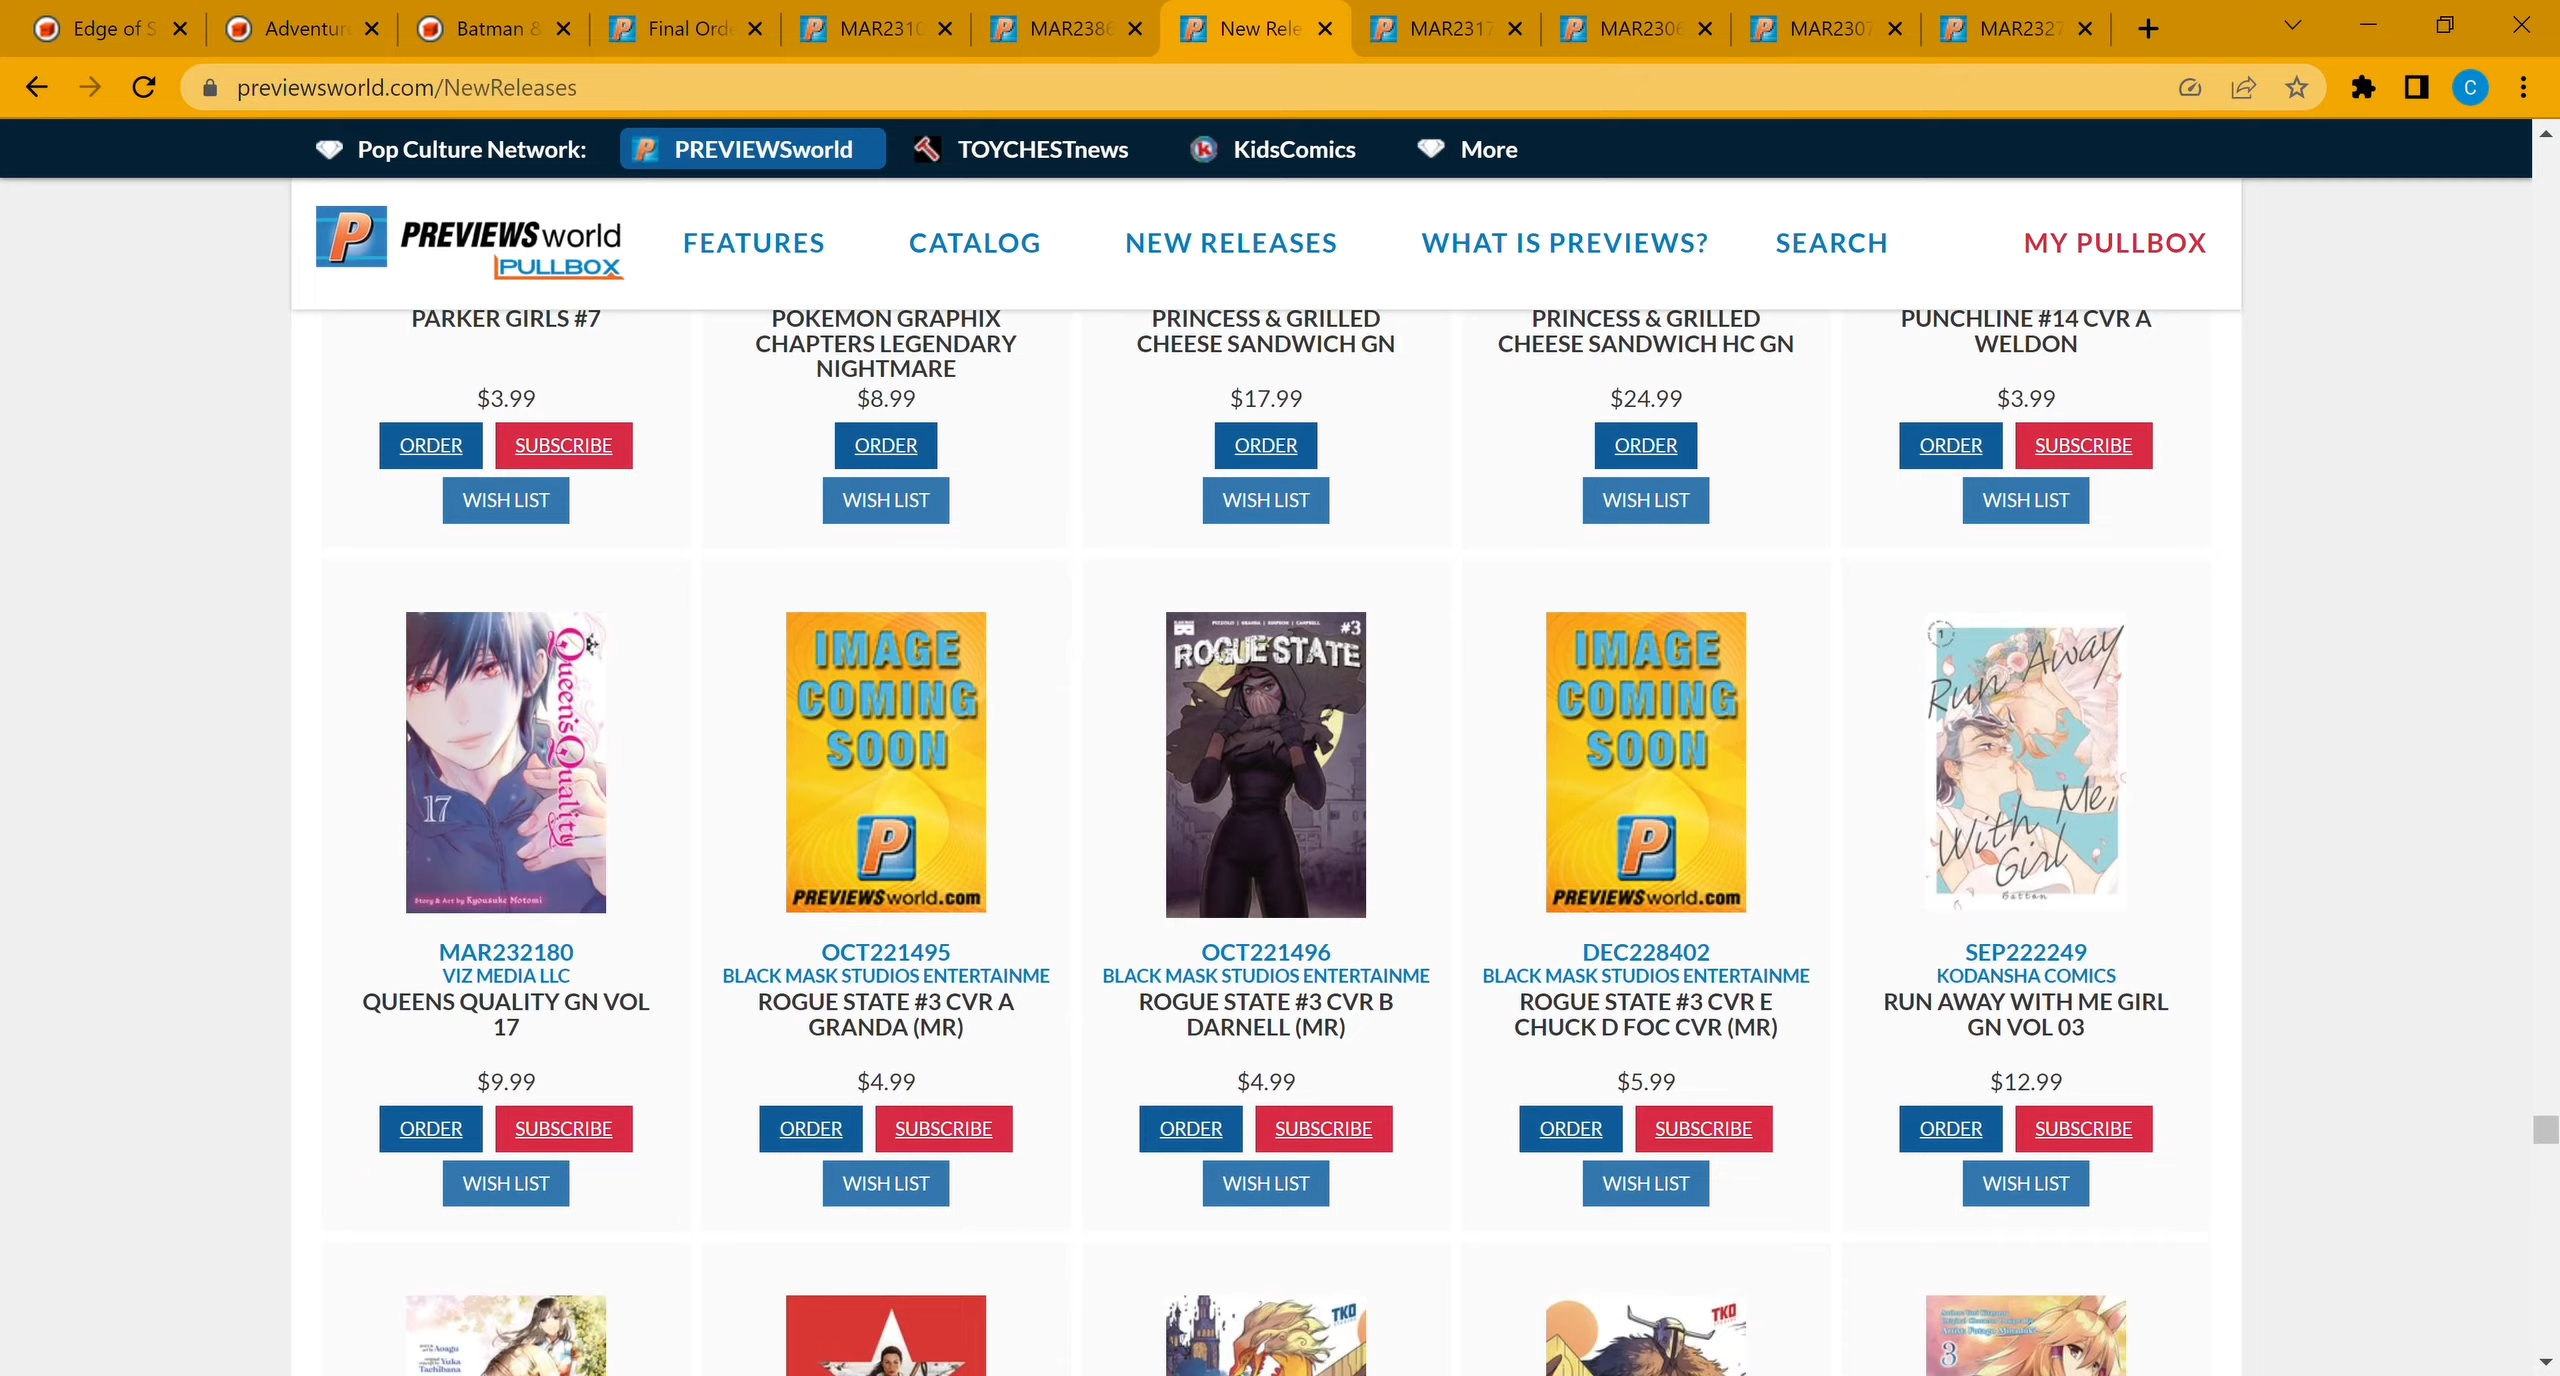 Edge of S
Adventur
Batman &
Final Orde
MAR2310
MAR2386
New Rele
MAR2317
MAR2306
MAR2307
MAR2327
previewsworld.com/NewReleases
C
Pop Culture Network:
PREVIEWSworld
TOYCHESTnews
KidsComics
More
PREVIEWSworld
PULLBOX
FEATURES
CATALOG
NEW RELEASES
WHAT IS PREVIEWS?
SEARCH
MY PULLBOX
PARKER GIRLS #7
$3.99
ORDER
SUBSCRIBE
WISH LIST
POKEMON GRAPHIX
CHAPTERS LEGENDARY
NIGHTMARE
$8.99
ORDER
WISH LIST
PRINCESS & GRILLED
CHEESE SANDWICH GN
$17.99
ORDER
WISH LIST
PRINCESS & GRILLED
CHEESE SANDWICH HC GN
$24.99
ORDER
WISH LIST
PUNCHLINE #14 CVR A
WELDON
$3.99
ORDER
SUBSCRIBE
WISH LIST
Queen's Quality
17
Story & Art by Kyousuke Motomi
MAR232180
VIZ MEDIA LLC
QUEENS QUALITY GN VOL
17
$9.99
ORDER
SUBSCRIBE
WISH LIST
IMAGE
COMING
SOON
P
PREVIEWSworld.com
OCT221495
BLACK MASK STUDIOS ENTERTAINME
ROGUE STATE #3 CVR A
GRANDA (MR)
$4.99
ORDER
SUBSCRIBE
WISH LIST
#3
ROGUE STATE
OCT221496
BLACK MASK STUDIOS ENTERTAINME
ROGUE STATE #3 CVR B
DARNELL (MR)
$4.99
ORDER
SUBSCRIBE
WISH LIST
IMAGE
COMING
SOON
P
PREVIEWSworld.com
DEC228402
BLACK MASK STUDIOS ENTERTAINME
ROGUE STATE #3 CVR E
CHUCK D FOC CVR (MR)
$5.99
ORDER
SUBSCRIBE
WISH LIST
1
Run Away
With Me,
Girl
Battan
SEP222249
KODANSHA COMICS
RUN AWAY WITH ME GIRL
GN VOL 03
$12.99
ORDER
SUBSCRIBE
WISH LIST
Aoagu
Yuka
Tachibana
TKO
TKO
3